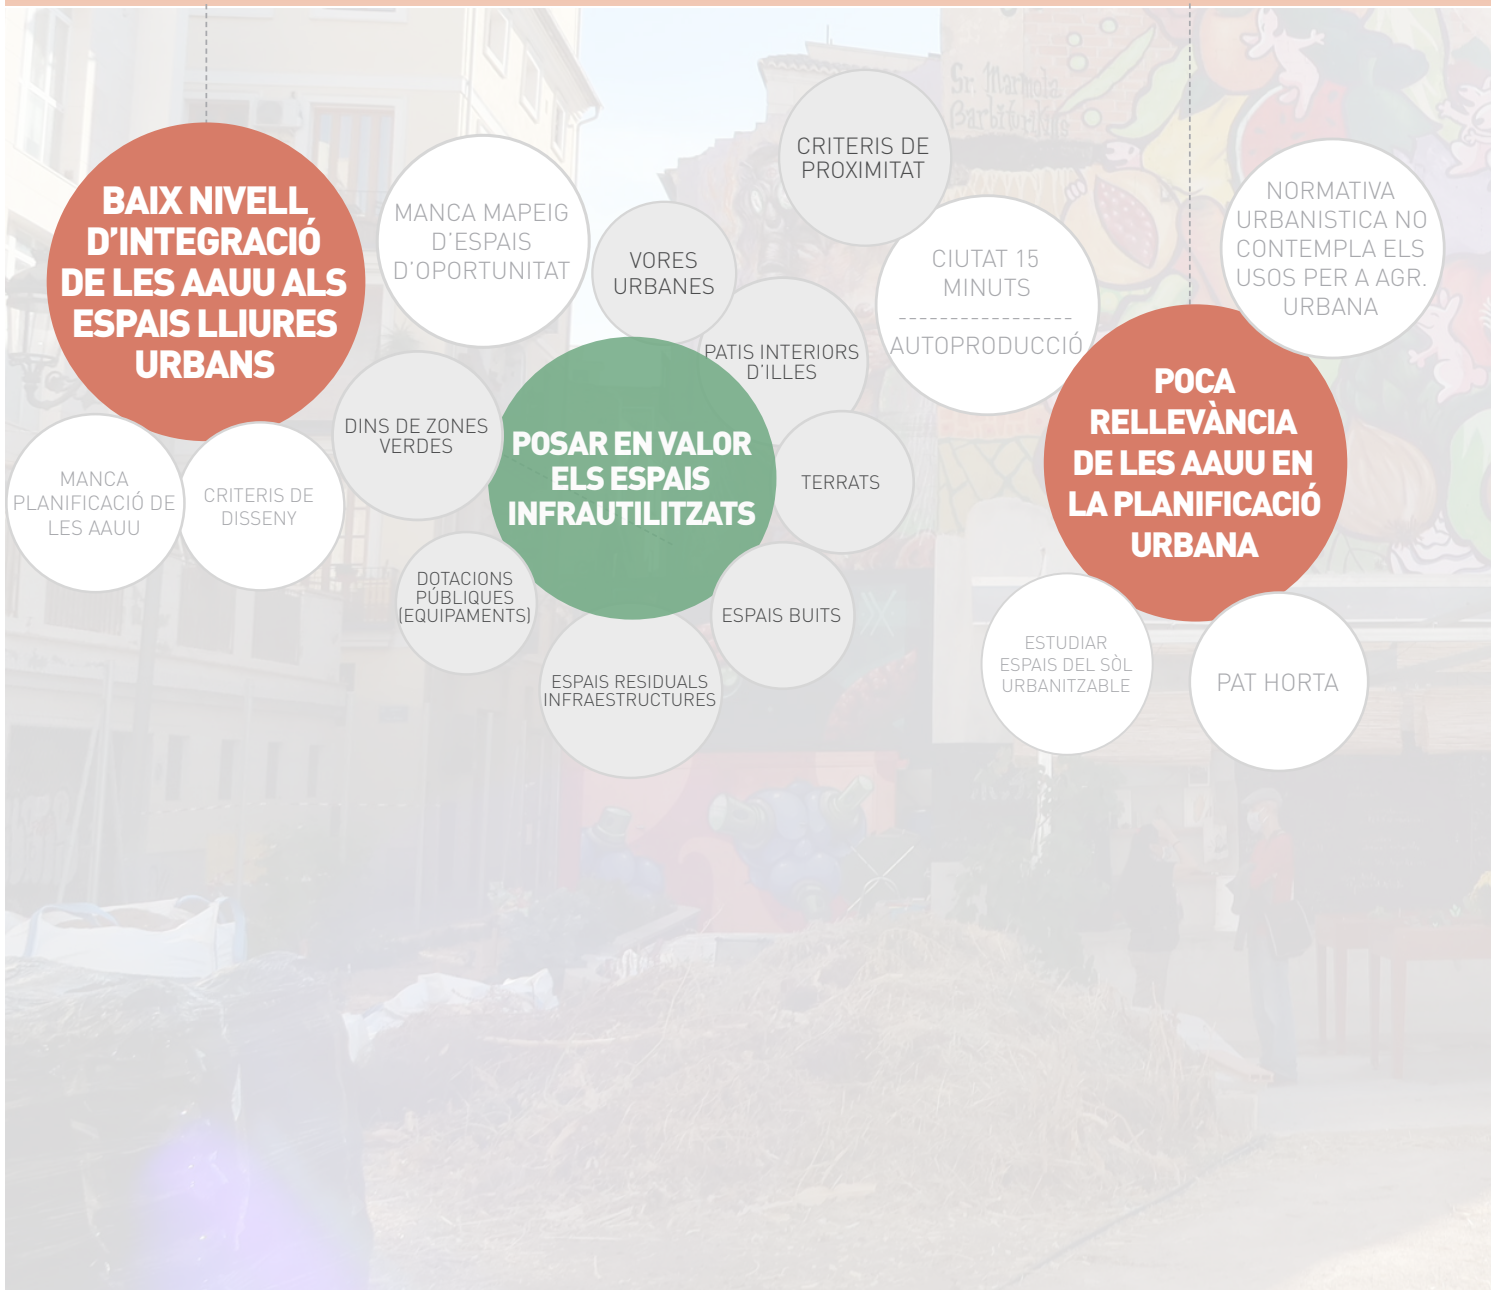 BAIX NIVELL
D'INTEGRACIÓ
DE LES AAUU ALS
ESPAIS LLIURES
URBANS
MANCA
PLANIFICACIÓ DE
LES AAUU
CRITERIS DE
DISSENY
MANCA MAPEIG
D'ESPAIS
D'OPORTUNITAT
VORES
URBANES
PATIS INTERIORS
D'ILLES
DINS DE ZONES
VERDES
POSAR EN VALOR
ELS ESPAIS
INFRAUTILITZATS
TERRATS
DOTACIONS
PÚBLIQUES
(EQUIPAMENTS)
ESPAIS BUITS
ESPAIS RESIDUALS
INFRAESTRUCTURES
CRITERIS DE
PROXIMITAT
CIUTAT 15
MINUTS
AUTOPRODUCCIÓ
Sr. Marmola
NORMATIVA
URBANISTICA NO
CONTEMPLA ELS
USOS PER A AGR.
URBANA
POCA
RELLEVÀNCIA
DE LES AAUU EN
LA PLANIFICACIÓ
URBANA
ESTUDIAR
ESPAIS DEL SÒL
URBANITZABLE
PAT HORTA